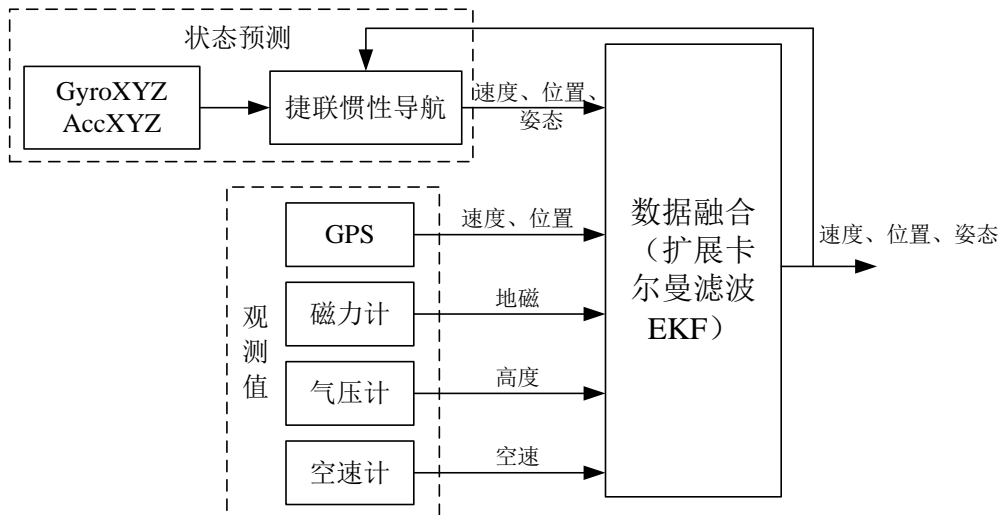 状态预测
GyroXYZ
AccXYZ
捷联惯性导航
速度、位置、
姿态
观
测
值
GPS
速度、位置
磁力计
地磁
气压计
高度
空速计
空速
数据融合
（扩展卡
尔曼滤波
EKF）
速度、位置、姿态